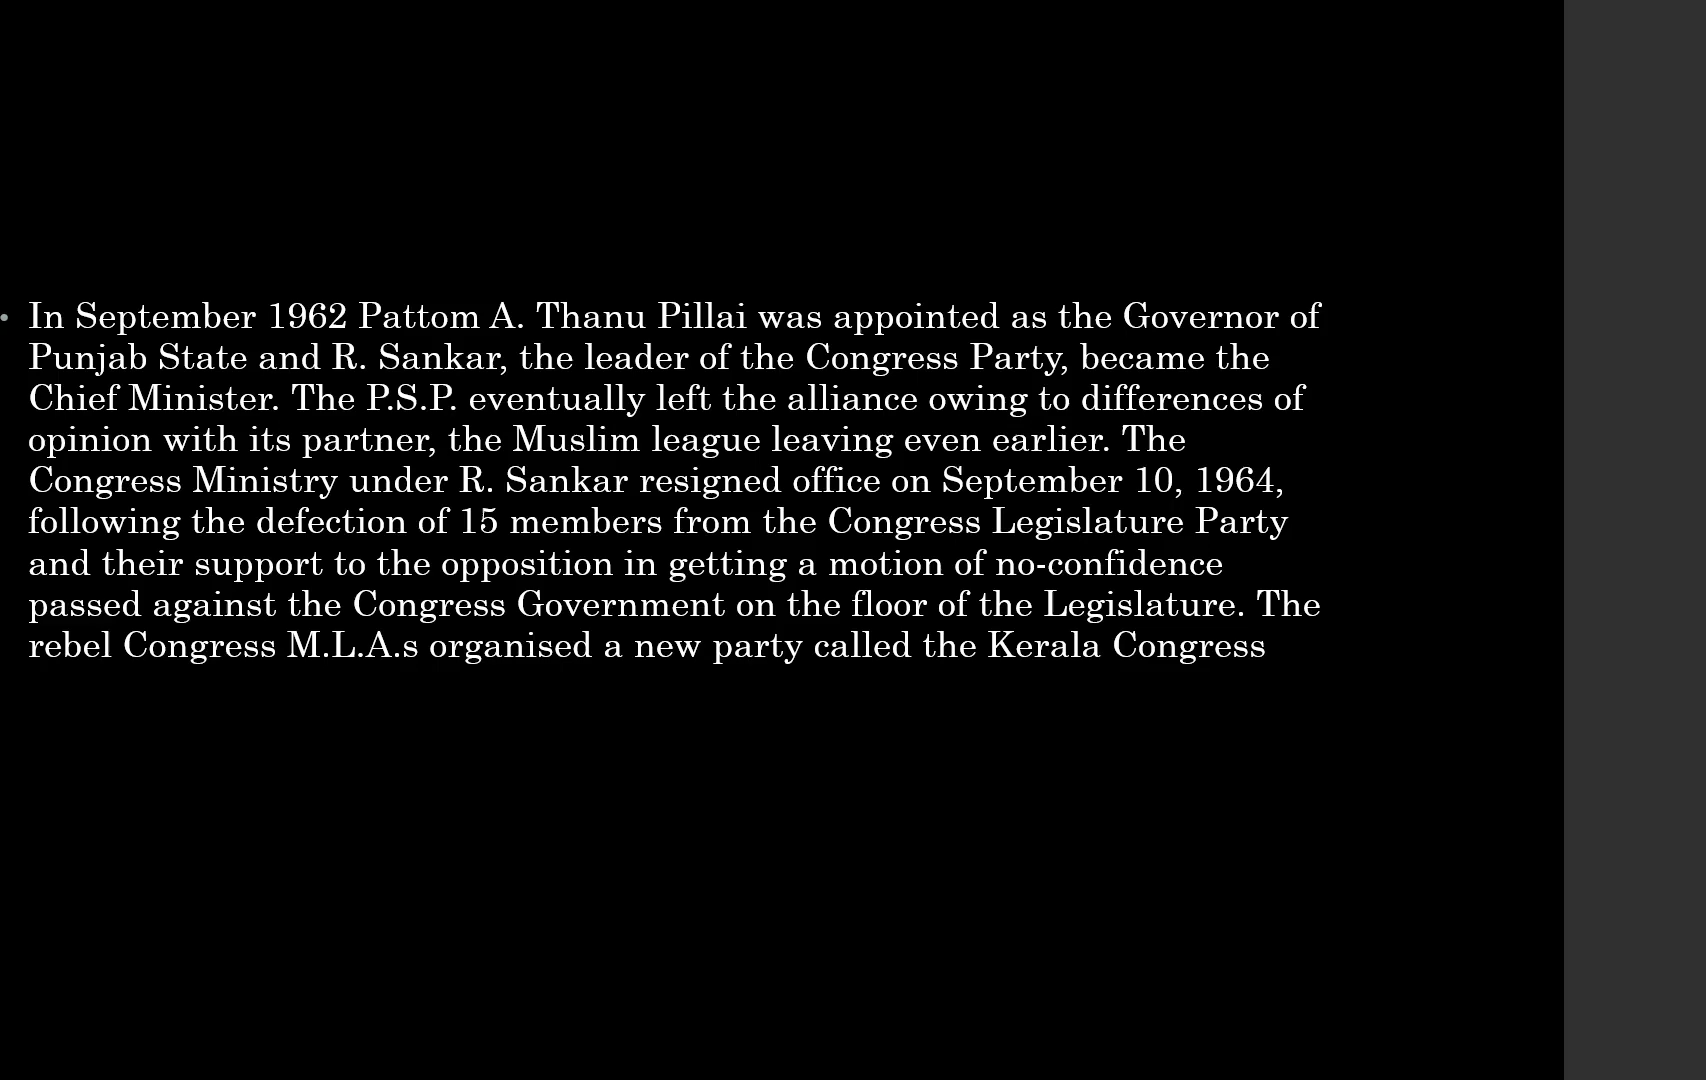 • In September 1962 Pattom A. Thanu Pillai was appointed as the Governor of
Punjab State and R. Sankar, the leader of the Congress Party, became the
Chief Minister. The P.S.P. eventually left the alliance owing to differences of
opinion with its partner, the Muslim league leaving even earlier. The
Congress Ministry under R. Sankar resigned office on September 10, 1964,
following the defection of 15 members from the Congress Legislature Party
and their support to the opposition in getting a motion of no-confidence
passed against the Congress Government on the floor of the Legislature. The
rebel Congress M.L.A.s organised a new party called the Kerala Congress